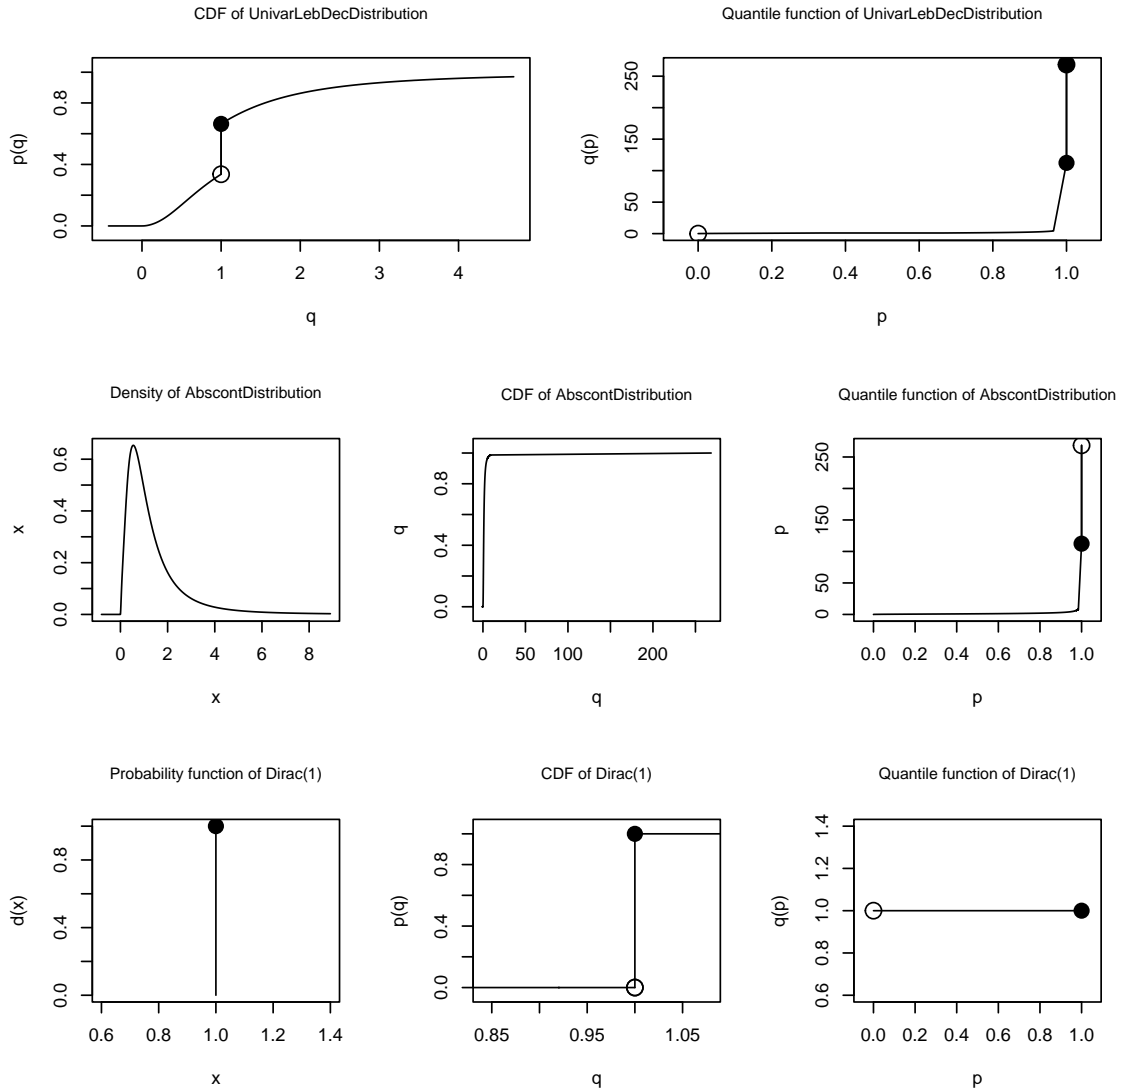 CDF of UnivarLebDecDistribution
p(q)
0.0 0.4 0.8
0 1 2 3 4
q
Quantile function of UnivarLebDecDistribution
q(p)
0 50 150 250
0.0 0.2 0.4 0.6 0.8 1.0
p
Density of AbscontDistribution
x
0.0 0.2 0.4 0.6
0 2 4 6 8
x
CDF of AbscontDistribution
q
0.0 0.4 0.8
0 50 100 200
q
Quantile function of AbscontDistribution
p
0 50 150 250
0.0 0.2 0.4 0.6 0.8 1.0
p
Probability function of Dirac(1)
d(x)
0.0 0.4 0.8
0.6 0.8 1.0 1.2 1.4
x
CDF of Dirac(1)
p(q)
0.0 0.4 0.8
0.85 0.95 1.05
q
Quantile function of Dirac(1)
q(p)
0.6 0.8 1.0 1.2 1.4
0.0 0.2 0.4 0.6 0.8 1.0
p